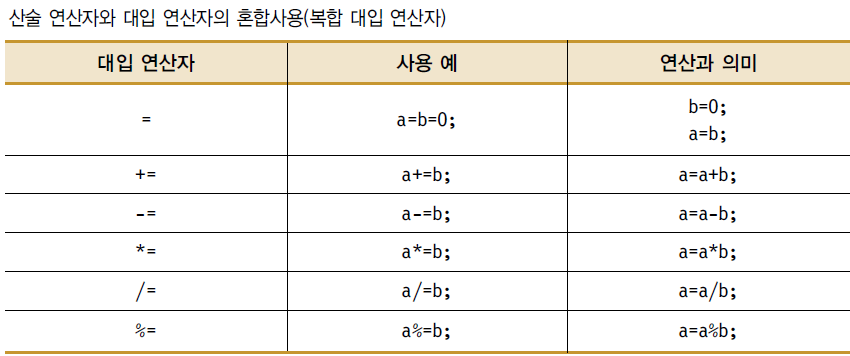 산술 연산자와 대입 연산자의 혼합사용(복합 대입 연산자)
대입 연산자 사용 예 연산과 의미
= a=b=0; b=0;
a=b;
+= a+=b; a=a+b;
-= a-=b; a=a-b;
*= a*=b; a=a*b;
/= a/=b; a=a/b;
%= a%=b; a=a%b;